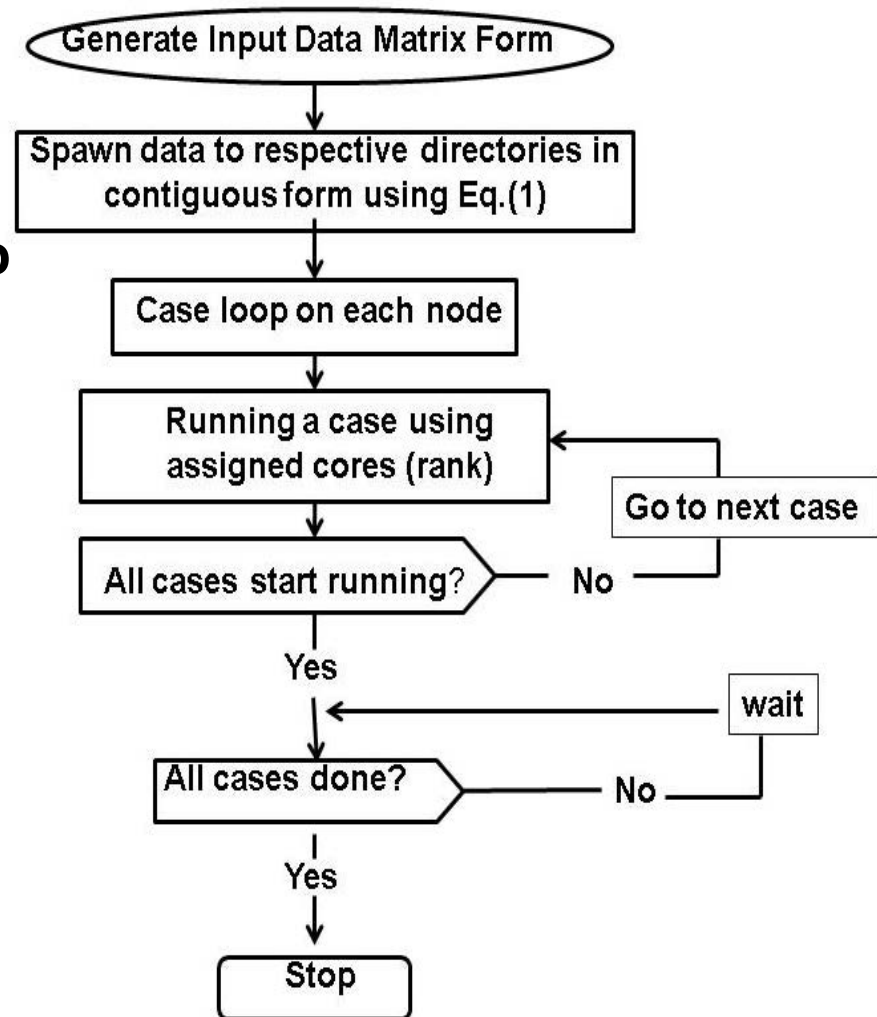 Generate Input Data Matrix Form
Spawn data to respective directories in
contiguous form using Eq.(1)
Case loop on each node
Running a case using
assigned cores (rank)
Go to next case
All cases start running?
No
Yes
wait
All cases done?
No
Yes
Stop